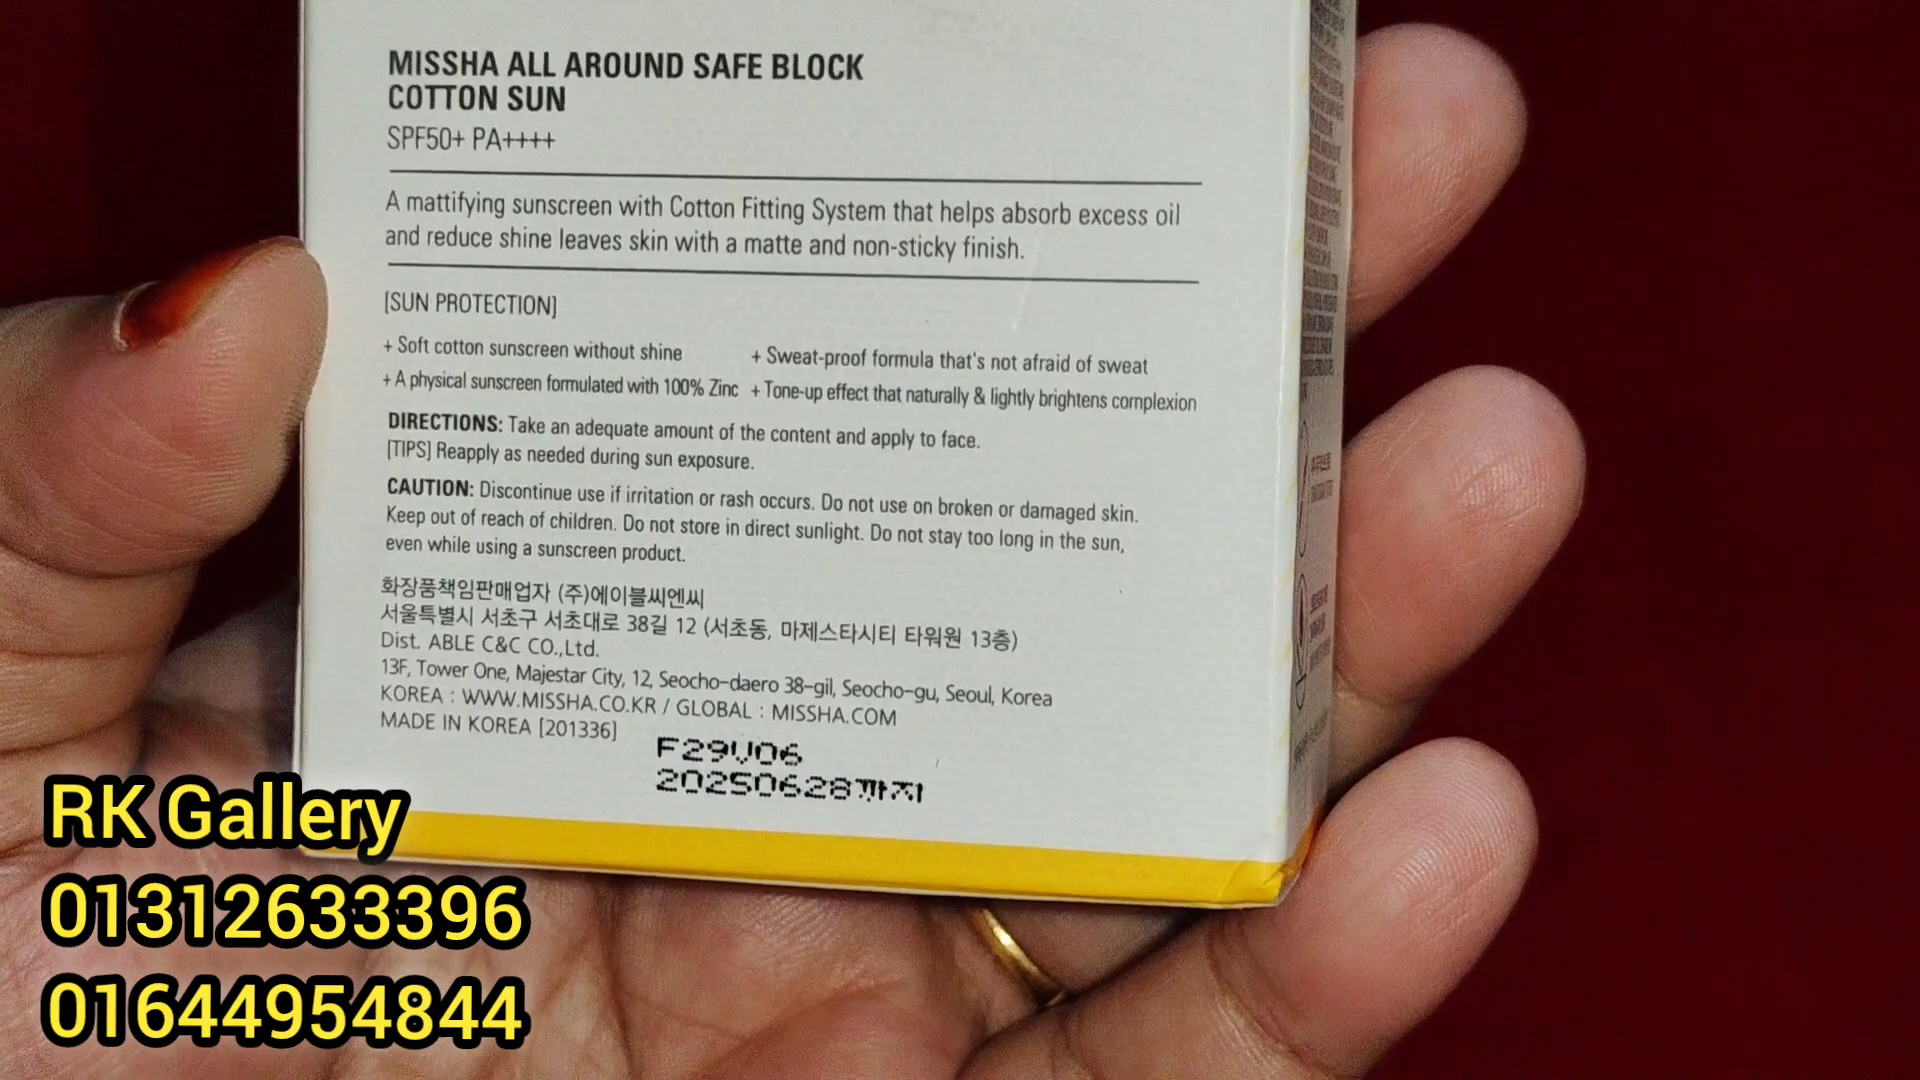 MISSHA ALL AROUND SAFE BLOCK
COTTON SUN
SPF50+ PA++++
A mattifying sunscreen with Cotton Fitting System that helps absorb excess oil
and reduce shine leaves skin with a matte and non-sticky finish.
[SUN PROTECTION]
+ Soft cotton sunscreen without shine + Sweat-proof formula that's not afraid of sweat
+ A physical sunscreen formulated with 100% Zinc + Tone-up effect that naturally & lightly brightens complexion
DIRECTIONS: Take an adequate amount of the content and apply to face.
[TIPS] Reapply as needed during sun exposure.
CAUTION: Discontinue use if irritation or rash occurs. Do not use on broken or damaged skin.
Keep out of reach of children. Do not store in direct sunlight. Do not stay too long in the sun,
even while using a sunscreen product.
화장품책임판매업자 (주)에이블씨엔씨
서울특별시 서초구 서초대로 38길 12 (서초동, 마제스타시티 타워원 13층)
Dist. ABLE C&C CO.,Ltd.
13F, Tower One, Majestar City, 12, Seocho-daero 38-gil, Seocho-gu, Seoul, Korea
KOREA : WWW.MISSHA.CO.KR / GLOBAL : MISSHA.COM
MADE IN KOREA [201336]
F29V06
20250628까지
RK Gallery
01312633396
01644954844